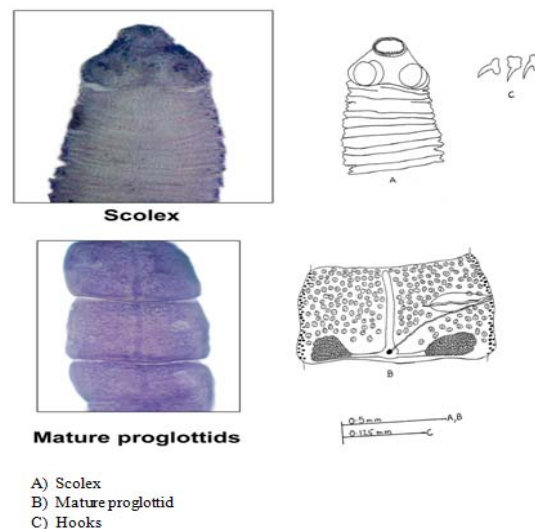 Scolex
A
C
Mature proglottids
B
0.5mm A,B
0.125mm C
A) Scolex
B) Mature proglottid
C) Hooks